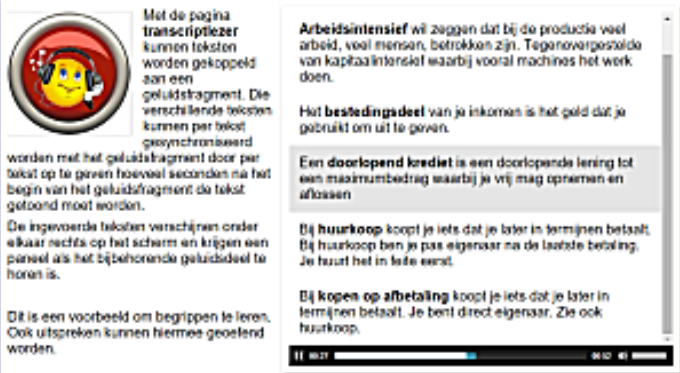 Met de pagina
transcriptlezer
kunnen teksten
worden gekoppeld
aan een
geluidsfragment. Die
verschillende teksten
kunnen per tekst
gesynchroniseerd
worden met het geluidsfragment door per
tekst op te geven hoeveel seconden na het
begin van het geluidsfragment de tekst
getoond moet worden.
De ingevoerde teksten verschijnen onder
elkaar rechts op het scherm en krijgen een
paneel als het bijbehorende geluidsdeel te
horen is.
Dit is een voorbeeld om begrippen te leren.
Ook uitspreken kunnen hiermee geoefend
worden.
Arbeidsintensief wil zeggen dat bij de productie veel
arbeid, veel mensen, betrokken zijn. Tegenovergestelde
van kapitaalintensief waarbij vooral machines het werk
doen.
Het bestedingsdeel van je inkomen is het geld dat je
gebruikt om uit te geven.
Een doorlopend krediet is een doorlopende lening tot
een maximumbedrag waarbij je vrij mag opnemen en
aflossen
Bij huurkoop koopt je iets dat je later in termijnen betaalt.
Bij huurkoop ben je pas eigenaar na de laatste betaling.
Je huurt het in feite eerst.
Bij kopen op afbetaling koopt je iets dat je later in
termijnen betaalt. Je bent direct eigenaar. Zie ook
huurkoop.
00:27
00:52